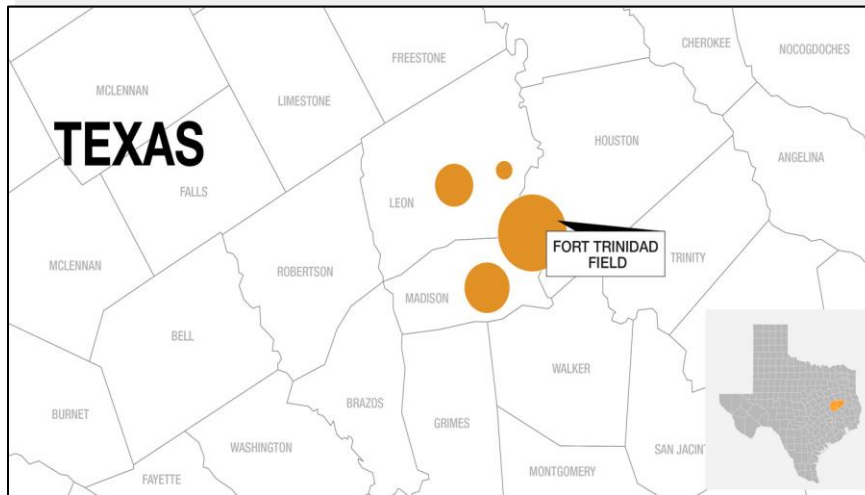 CHEROKEE
NOCOGDOCHES
FREESTONE
MCLENNAN
LIMESTONE
TEXAS
HOUSTON
ANGELINA
FALLS
LEON
FORT TRINIDAD
FIELD
TRINITY
MCLENNAN
ROBERTSON
MADISON
BELL
WALKER
BRAZOS
BURNET
GRIMES
WASHINGTON
SAN JACINT
MONTGOMERY
FAYETTE